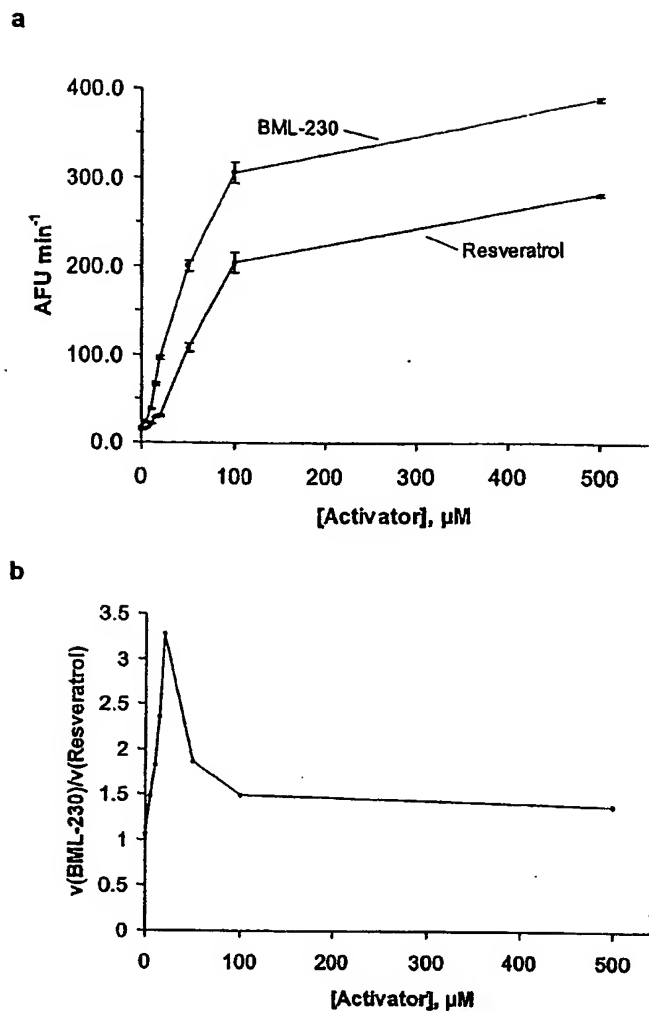 a
400.0
300.0
200.0
100.0
0.0
AFU min⁻¹
BML-230
Resveratrol
0 100 200 300 400 500
[Activator], µM
b
3.5
3
2.5
2
1.5
1
0.5
0
v(BML-230)/v(Resveratrol)
0 100 200 300 400 500
[Activator], µM